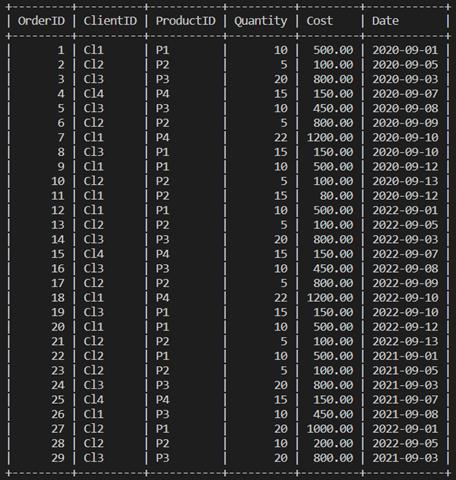 OrderID | ClientID | ProductID | Quantity | Cost | Date
1 | Cl1 | P1 | 10 | 500.00 | 2020-09-01
2 | Cl2 | P2 | 5 | 100.00 | 2020-09-05
3 | Cl3 | P3 | 20 | 800.00 | 2020-09-03
4 | Cl4 | P4 | 15 | 150.00 | 2020-09-07
5 | Cl3 | P3 | 10 | 450.00 | 2020-09-08
6 | Cl2 | P2 | 5 | 800.00 | 2020-09-09
7 | Cl1 | P4 | 22 | 1200.00 | 2020-09-10
8 | Cl3 | P1 | 15 | 150.00 | 2020-09-10
9 | Cl1 | P1 | 10 | 500.00 | 2020-09-12
10 | Cl2 | P2 | 5 | 100.00 | 2020-09-13
11 | Cl1 | P2 | 15 | 80.00 | 2020-09-12
12 | Cl1 | P1 | 10 | 500.00 | 2022-09-01
13 | Cl2 | P2 | 5 | 100.00 | 2022-09-05
14 | Cl3 | P3 | 20 | 800.00 | 2022-09-03
15 | Cl4 | P4 | 15 | 150.00 | 2022-09-07
16 | Cl3 | P3 | 10 | 450.00 | 2022-09-08
17 | Cl2 | P2 | 5 | 800.00 | 2022-09-09
18 | Cl1 | P4 | 22 | 1200.00 | 2022-09-10
19 | Cl3 | P1 | 15 | 150.00 | 2022-09-10
20 | Cl1 | P1 | 10 | 500.00 | 2022-09-12
21 | Cl2 | P2 | 5 | 100.00 | 2022-09-13
22 | Cl2 | P1 | 10 | 500.00 | 2021-09-01
23 | Cl2 | P2 | 5 | 100.00 | 2021-09-05
24 | Cl3 | P3 | 20 | 800.00 | 2021-09-03
25 | Cl4 | P4 | 15 | 150.00 | 2021-09-07
26 | Cl1 | P3 | 10 | 450.00 | 2021-09-08
27 | Cl2 | P1 | 20 | 1000.00 | 2022-09-01
28 | Cl2 | P2 | 10 | 200.00 | 2022-09-05
29 | Cl3 | P3 | 20 | 800.00 | 2021-09-03